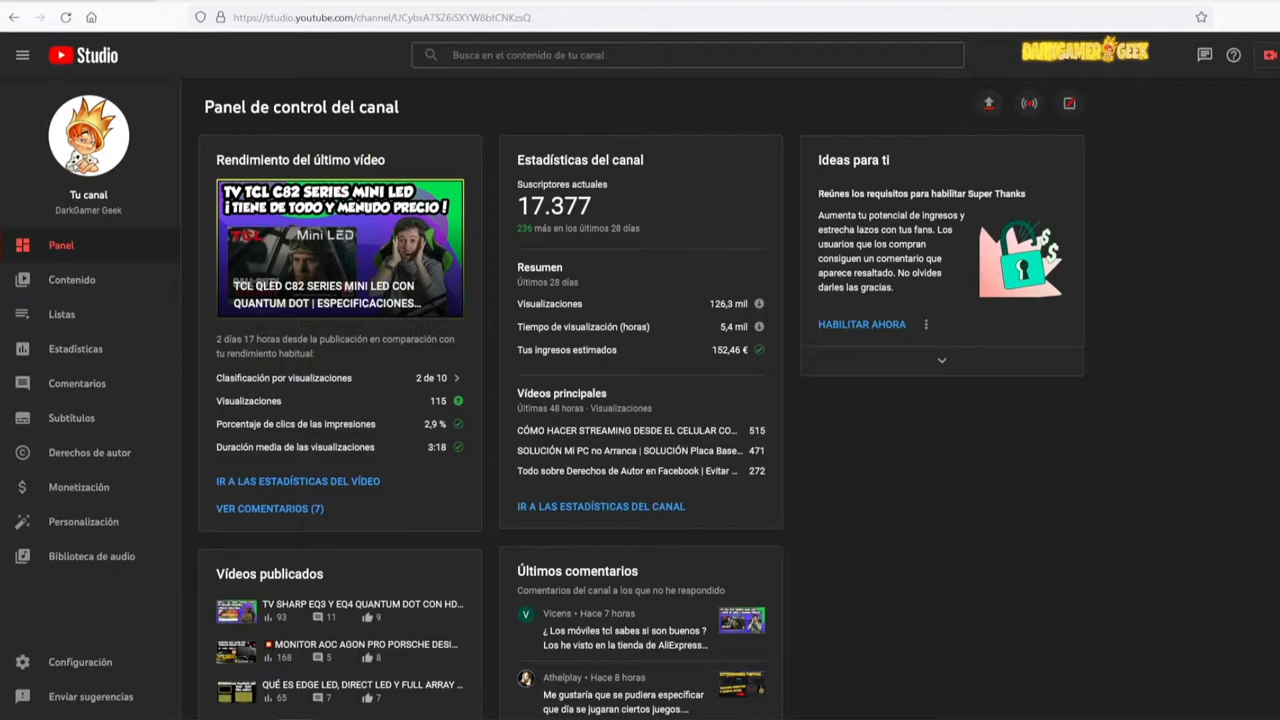 https://studio.youtube.com/channel/UCybxA7SZ6iSXYW8btCNKzsQ
Studio
Busca en el contenido de tu canal
DARKGAMER GEEK
Tu canal
DarkGamer Geek
Panel
Contenido
Listas
Estadísticas
Comentarios
Subtítulos
Derechos de autor
Monetización
Personalización
Biblioteca de audio
Configuración
Enviar sugerencias
Panel de control del canal
Rendimiento del último vídeo
TV TCL C82 SERIES MINI LED
¡TIENE DE TODO Y MENUDO PRECIO!
TCL Mini LED
TCL QLED C82 SERIES MINI LED CON
QUANTUM DOT | ESPECIFICACIONES...
2 días 17 horas desde la publicación en comparación con
tu rendimiento habitual:
Clasificación por visualizaciones 2 de 10
Visualizaciones 115
Porcentaje de clics de las impresiones 2,9 %
Duración media de las visualizaciones 3:18
IR A LAS ESTADÍSTICAS DEL VÍDEO
VER COMENTARIOS (7)
Vídeos publicados
TV SHARP EQ3 Y EQ4 QUANTUM DOT CON HD...
93 11 9
MONITOR AOC AGON PRO PORSCHE DESI...
168 5 8
QUÉ ES EDGE LED, DIRECT LED Y FULL ARRAY ...
65 7 7
Estadísticas del canal
Suscriptores actuales
17.377
236 más en los últimos 28 días
Resumen
Últimos 28 días
Visualizaciones 126,3 mil
Tiempo de visualización (horas) 5,4 mil
Tus ingresos estimados 152,46 €
Vídeos principales
Últimas 48 horas · Visualizaciones
CÓMO HACER STREAMING DESDE EL CELULAR CO... 515
SOLUCIÓN Mi PC no Arranca | SOLUCIÓN Placa Base... 471
Todo sobre Derechos de Autor en Facebook | Evitar ... 272
IR A LAS ESTADÍSTICAS DEL CANAL
Últimos comentarios
Comentarios del canal a los que no he respondido
V
Vicens • Hace 7 horas
¿ Los móviles tcl sabes si son buenos ?
Los he visto en la tienda de AliExpress...
Athelplay • Hace 8 horas
Me gustaría que se pudiera especificar
que día se jugaran ciertos juegos....
Ideas para ti
Reúnes los requisitos para habilitar Super Thanks
Aumenta tu potencial de ingresos y
estrecha lazos con tus fans. Los
usuarios que los compran
consiguen un comentario que
aparece resaltado. No olvides
darles las gracias.
HABILITAR AHORA